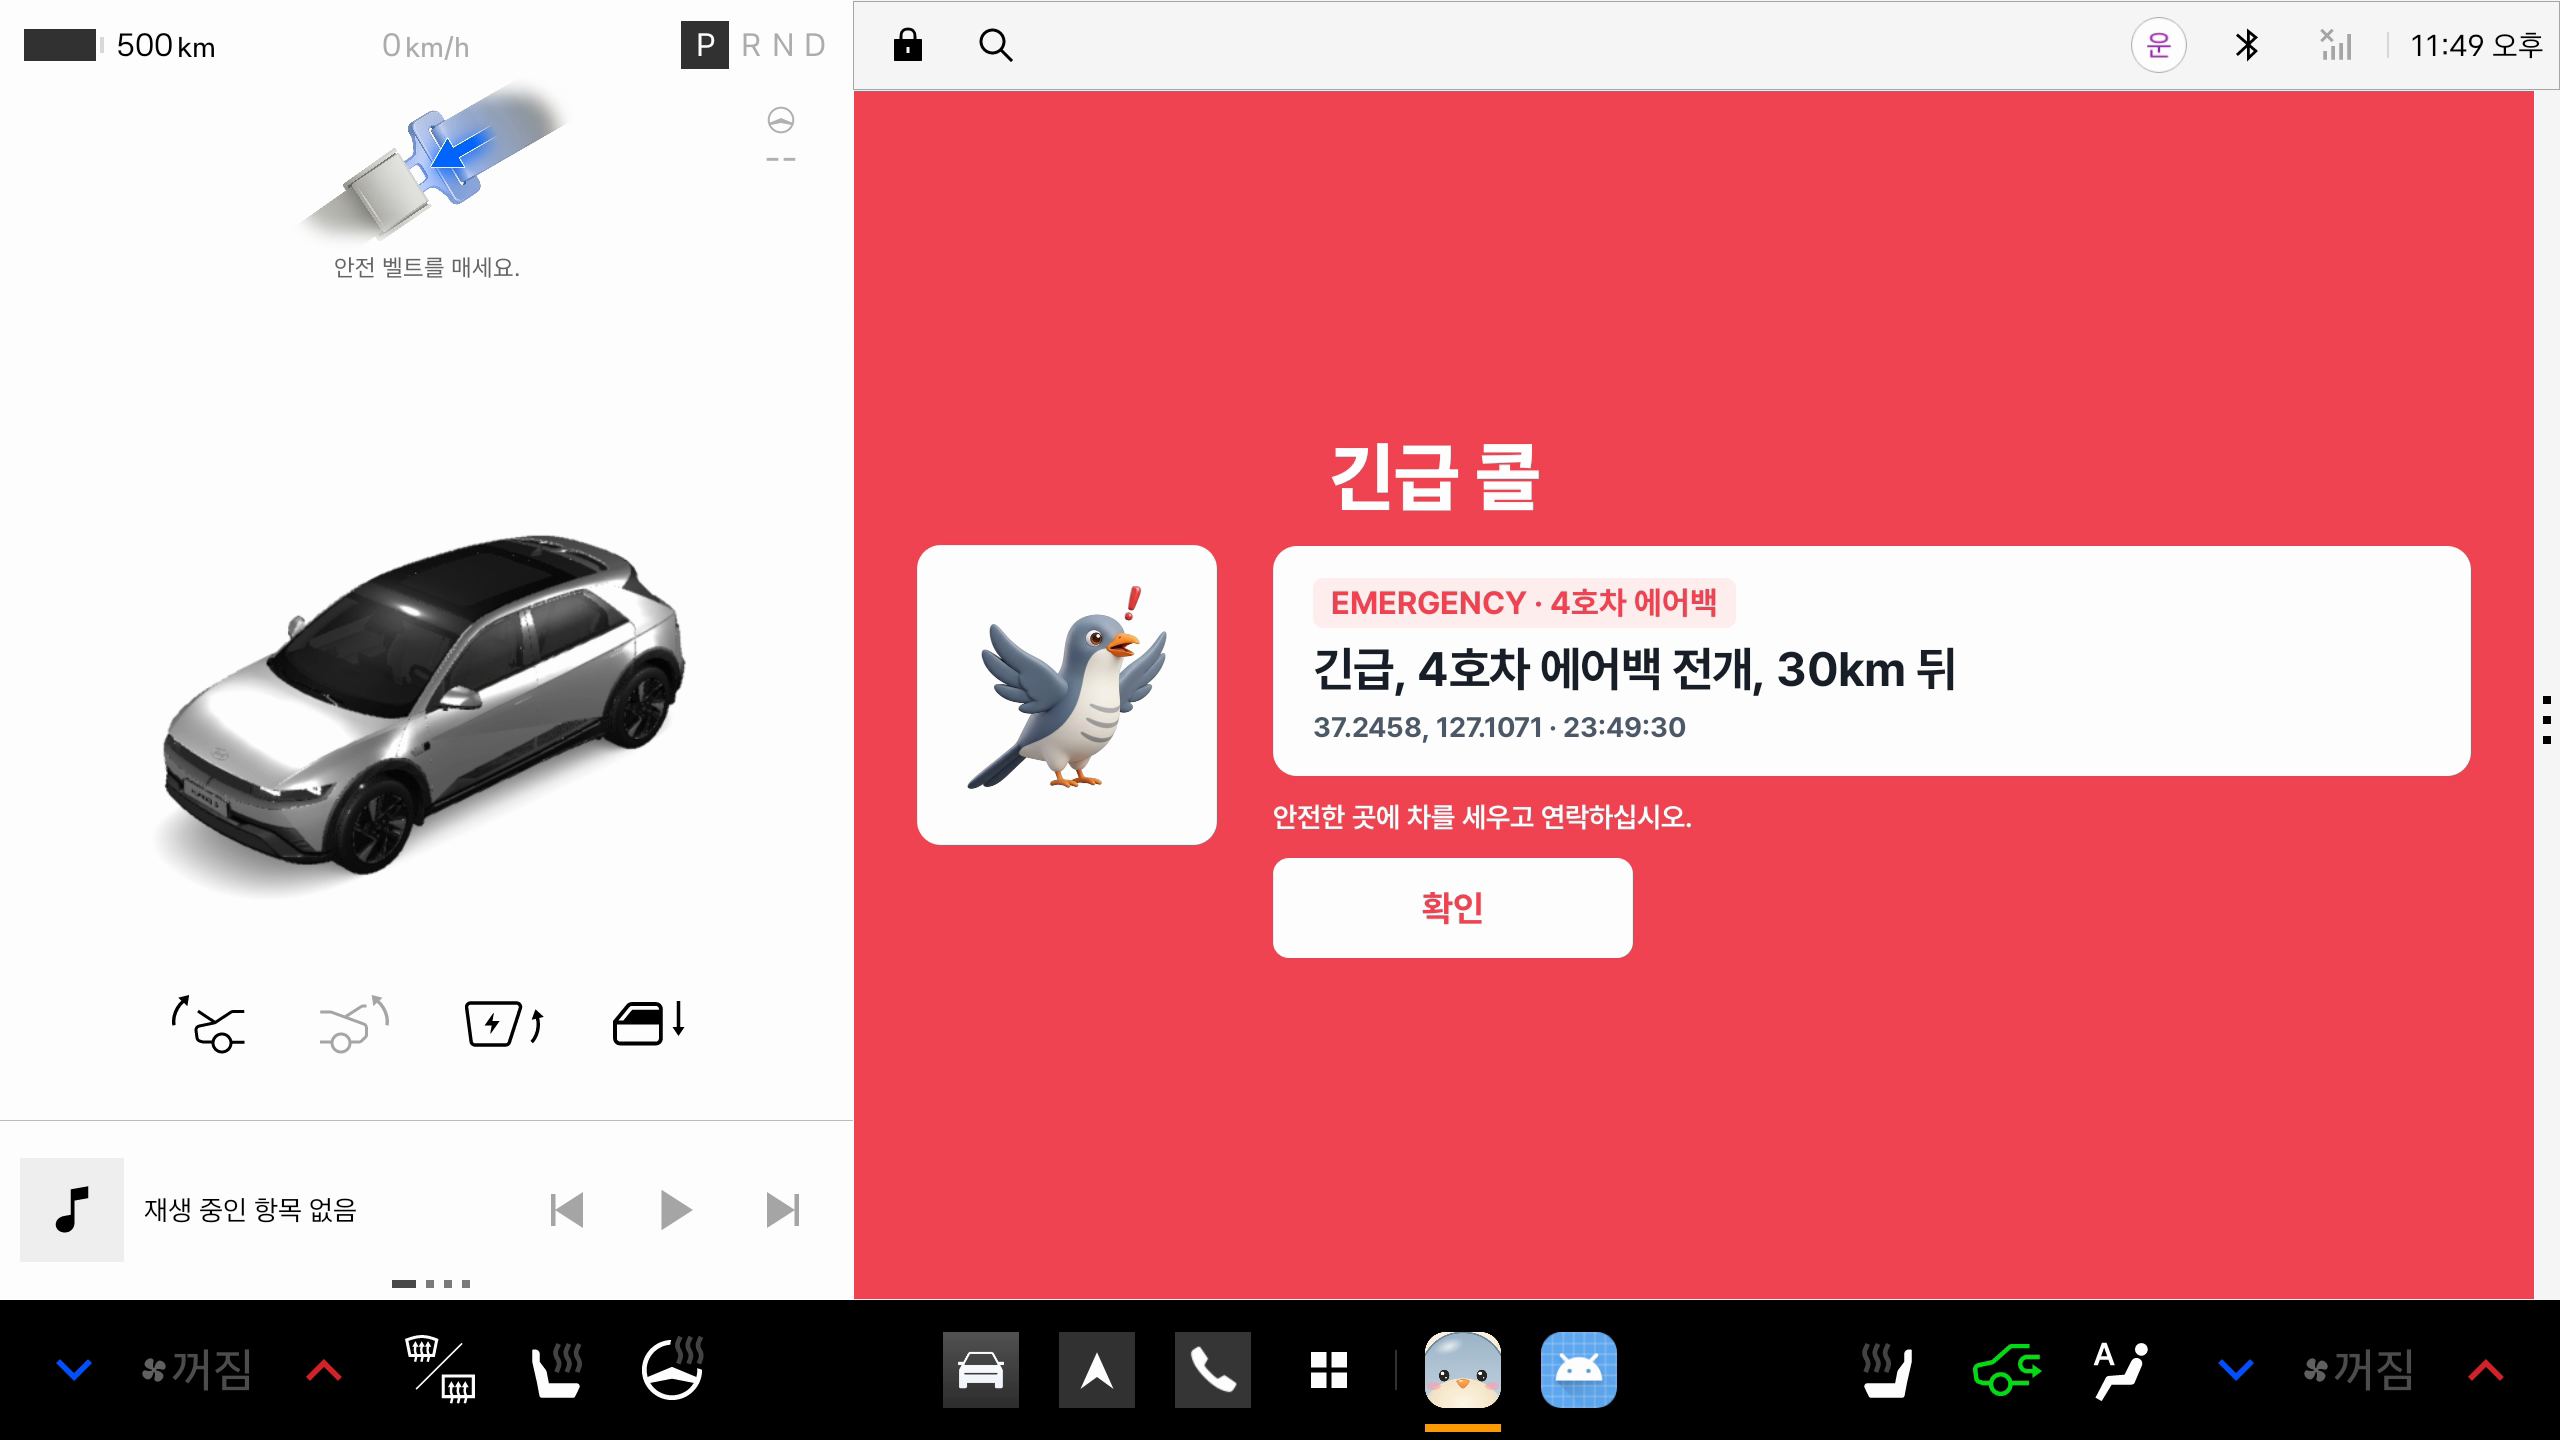 500 km
0 km/h
P R N D
안전 벨트를 매세요.
재생 중인 항목 없음
운
11:49 오후
긴급 콜
EMERGENCY · 4호차 에어백
긴급, 4호차 에어백 전개, 30km 뒤
37.2458, 127.1071 · 23:49:30
안전한 곳에 차를 세우고 연락하십시오.
확인
꺼짐
A
꺼짐